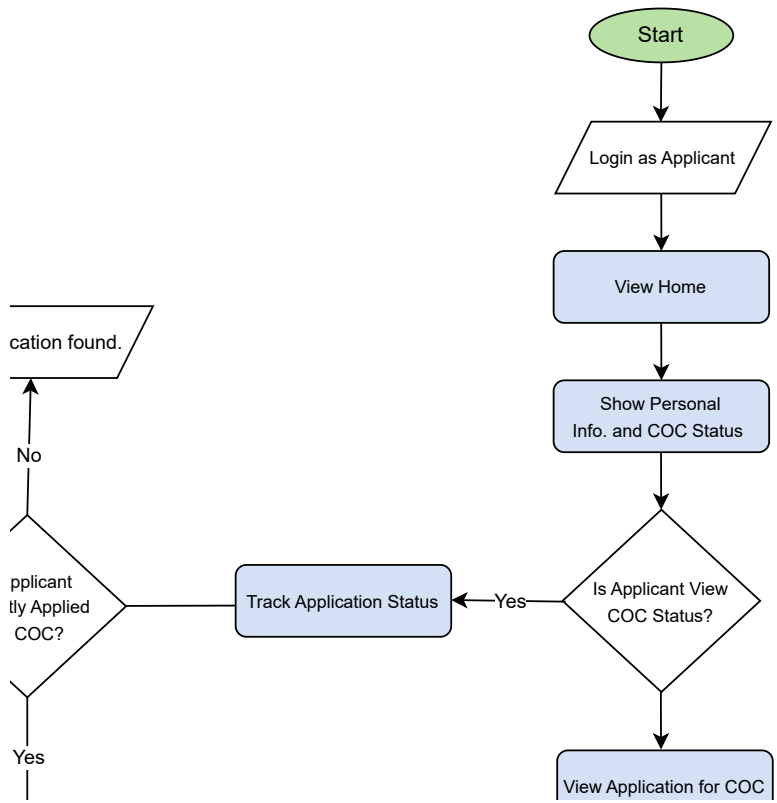 Start
Login as Applicant
View Home
cation found.
Show Personal
Info. and COC Status
No
pplicant
tly Applied
COC?
Track Application Status
Yes
Is Applicant View
COC Status?
Yes
View Application for COC